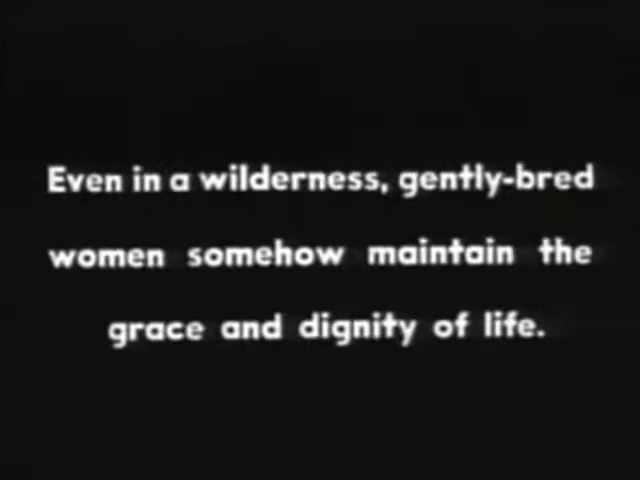 Even in a wilderness, gently-bred
women somehow maintain the
grace and dignity of life.